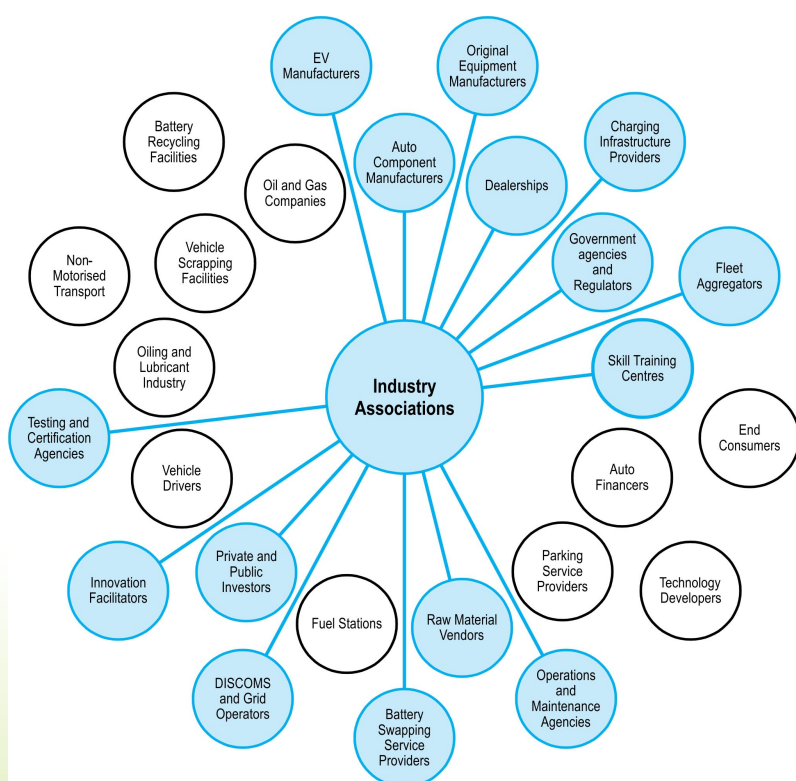 EV
Manufacturers
Original
Equipment
Manufacturers
Battery
Recycling
Facilities
Auto
Component
Manufacturers
Charging
Infrastructure
Providers
Oil and Gas
Companies
Dealerships
Non-
Motorised
Transport
Vehicle
Scrapping
Facilities
Government
agencies
and
Regulators
Fleet
Aggregators
Oiling and
Lubricant
Industry
Industry
Associations
Skill Training
Centres
Testing and
Certification
Agencies
End
Consumers
Vehicle
Drivers
Auto
Financers
Innovation
Facilitators
Private and
Public
Investors
Parking
Service
Providers
Technology
Developers
Fuel Stations
Raw Material
Vendors
DISCOMS
and Grid
Operators
Battery
Swapping
Service
Providers
Operations
and
Maintenance
Agencies